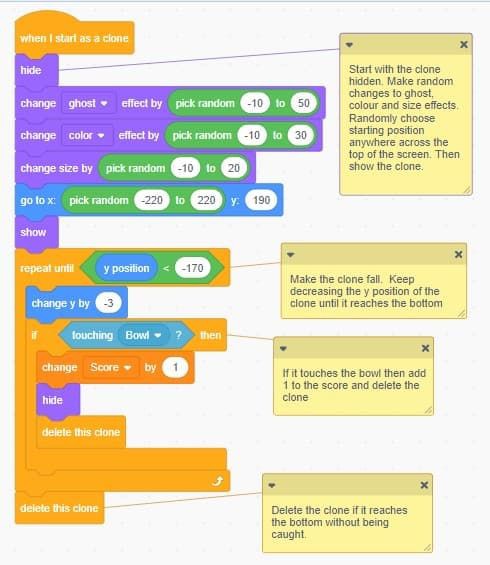 when I start as a clone
hide
change ghost effect by pick random -10 to 50
change color effect by pick random -10 to 30
change size by pick random -10 to 20
go to x: pick random -220 to 220 y: 190
show
repeat until y position < -170
change y by -3
if touching Bowl ? then
change Score by 1
hide
delete this clone
delete this clone
Start with the clone
hidden. Make random
changes to ghost,
colour and size effects.
Randomly choose
starting position
anywhere across the
top of the screen. Then
show the clone.
Make the clone fall. Keep
decreasing the y position of the
clone until it reaches the bottom
If it touches the bowl then add
1 to the score and delete the
clone
Delete the clone if it reaches
the bottom without being
caught.